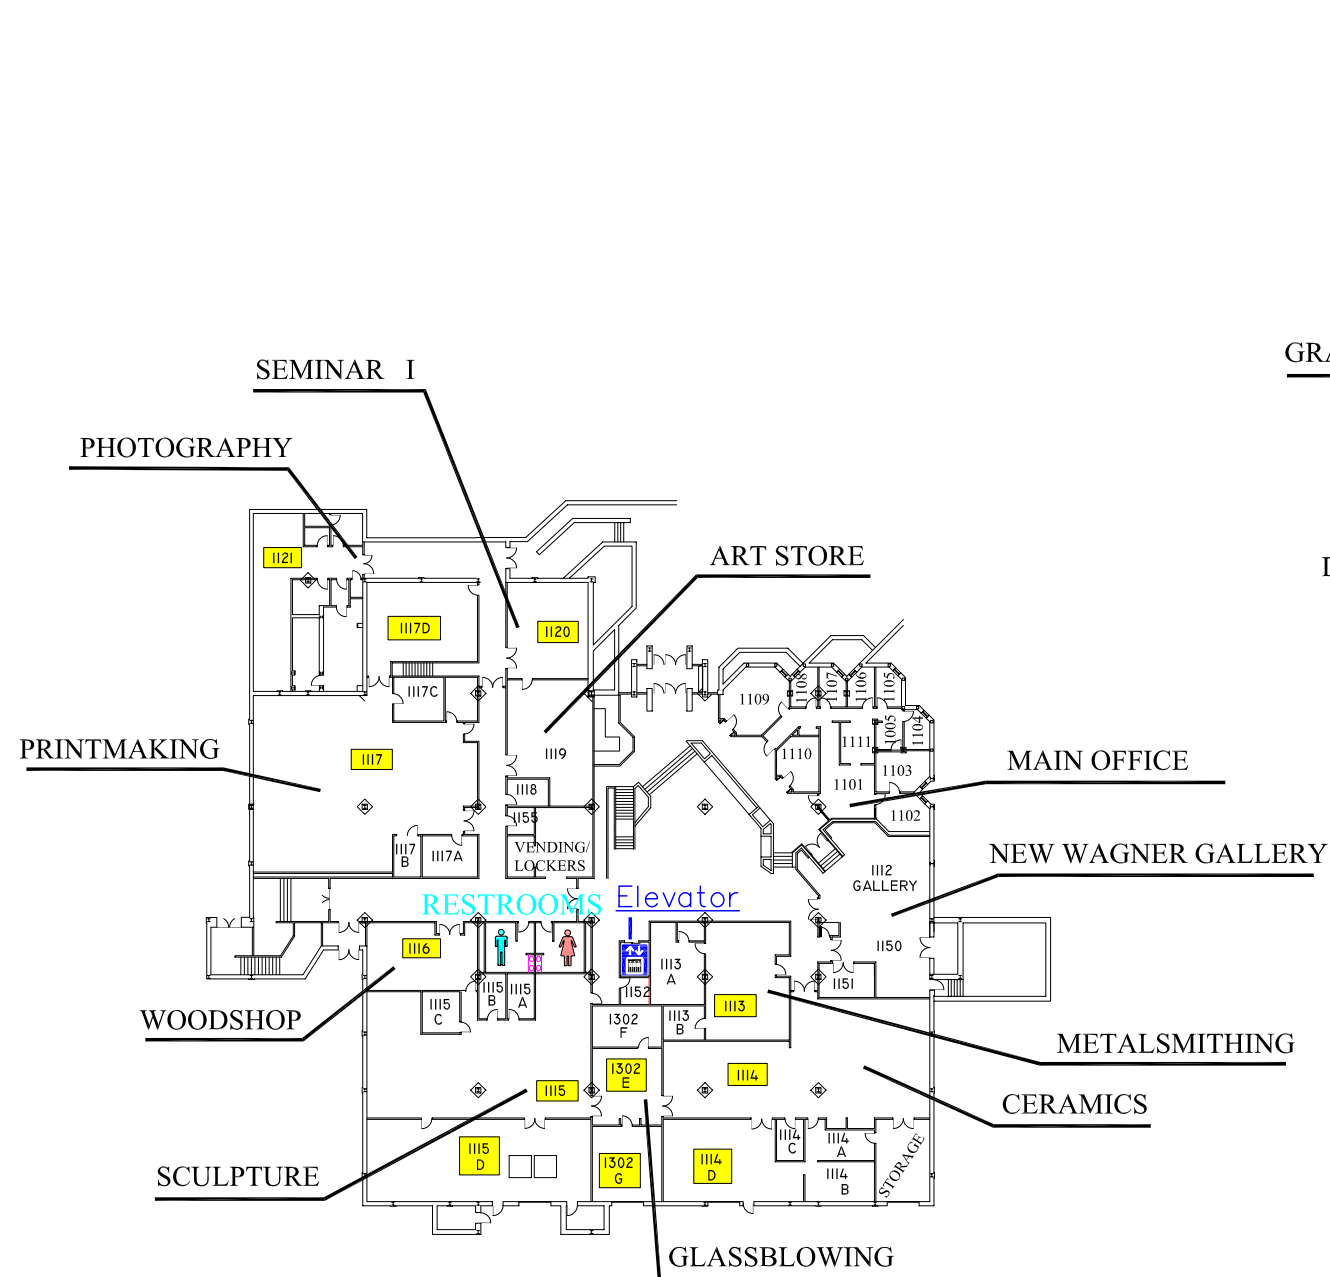 GRA
SEMINAR I
PHOTOGRAPHY
ART STORE
1121
1117D
1120
1117C
1109
1108
1107
1106
1105
1005
1104
PRINTMAKING
1117
1119
1110
1111
1103
MAIN OFFICE
1118
1101
1102
1155
1117
B
1117A
VENDING/
LOCKERS
1112
GALLERY
NEW WAGNER GALLERY
RESTROOMS
Elevator
1116
1113
A
1150
1152
1151
1115
B
1115
A
1115
C
1113
WOODSHOP
1302
F
1113
B
METALSMITHING
1302
E
1114
1115
CERAMICS
1115
D
1302
G
1114
D
1114
C
1114
A
1114
B
STORAGE
SCULPTURE
GLASSBLOWING